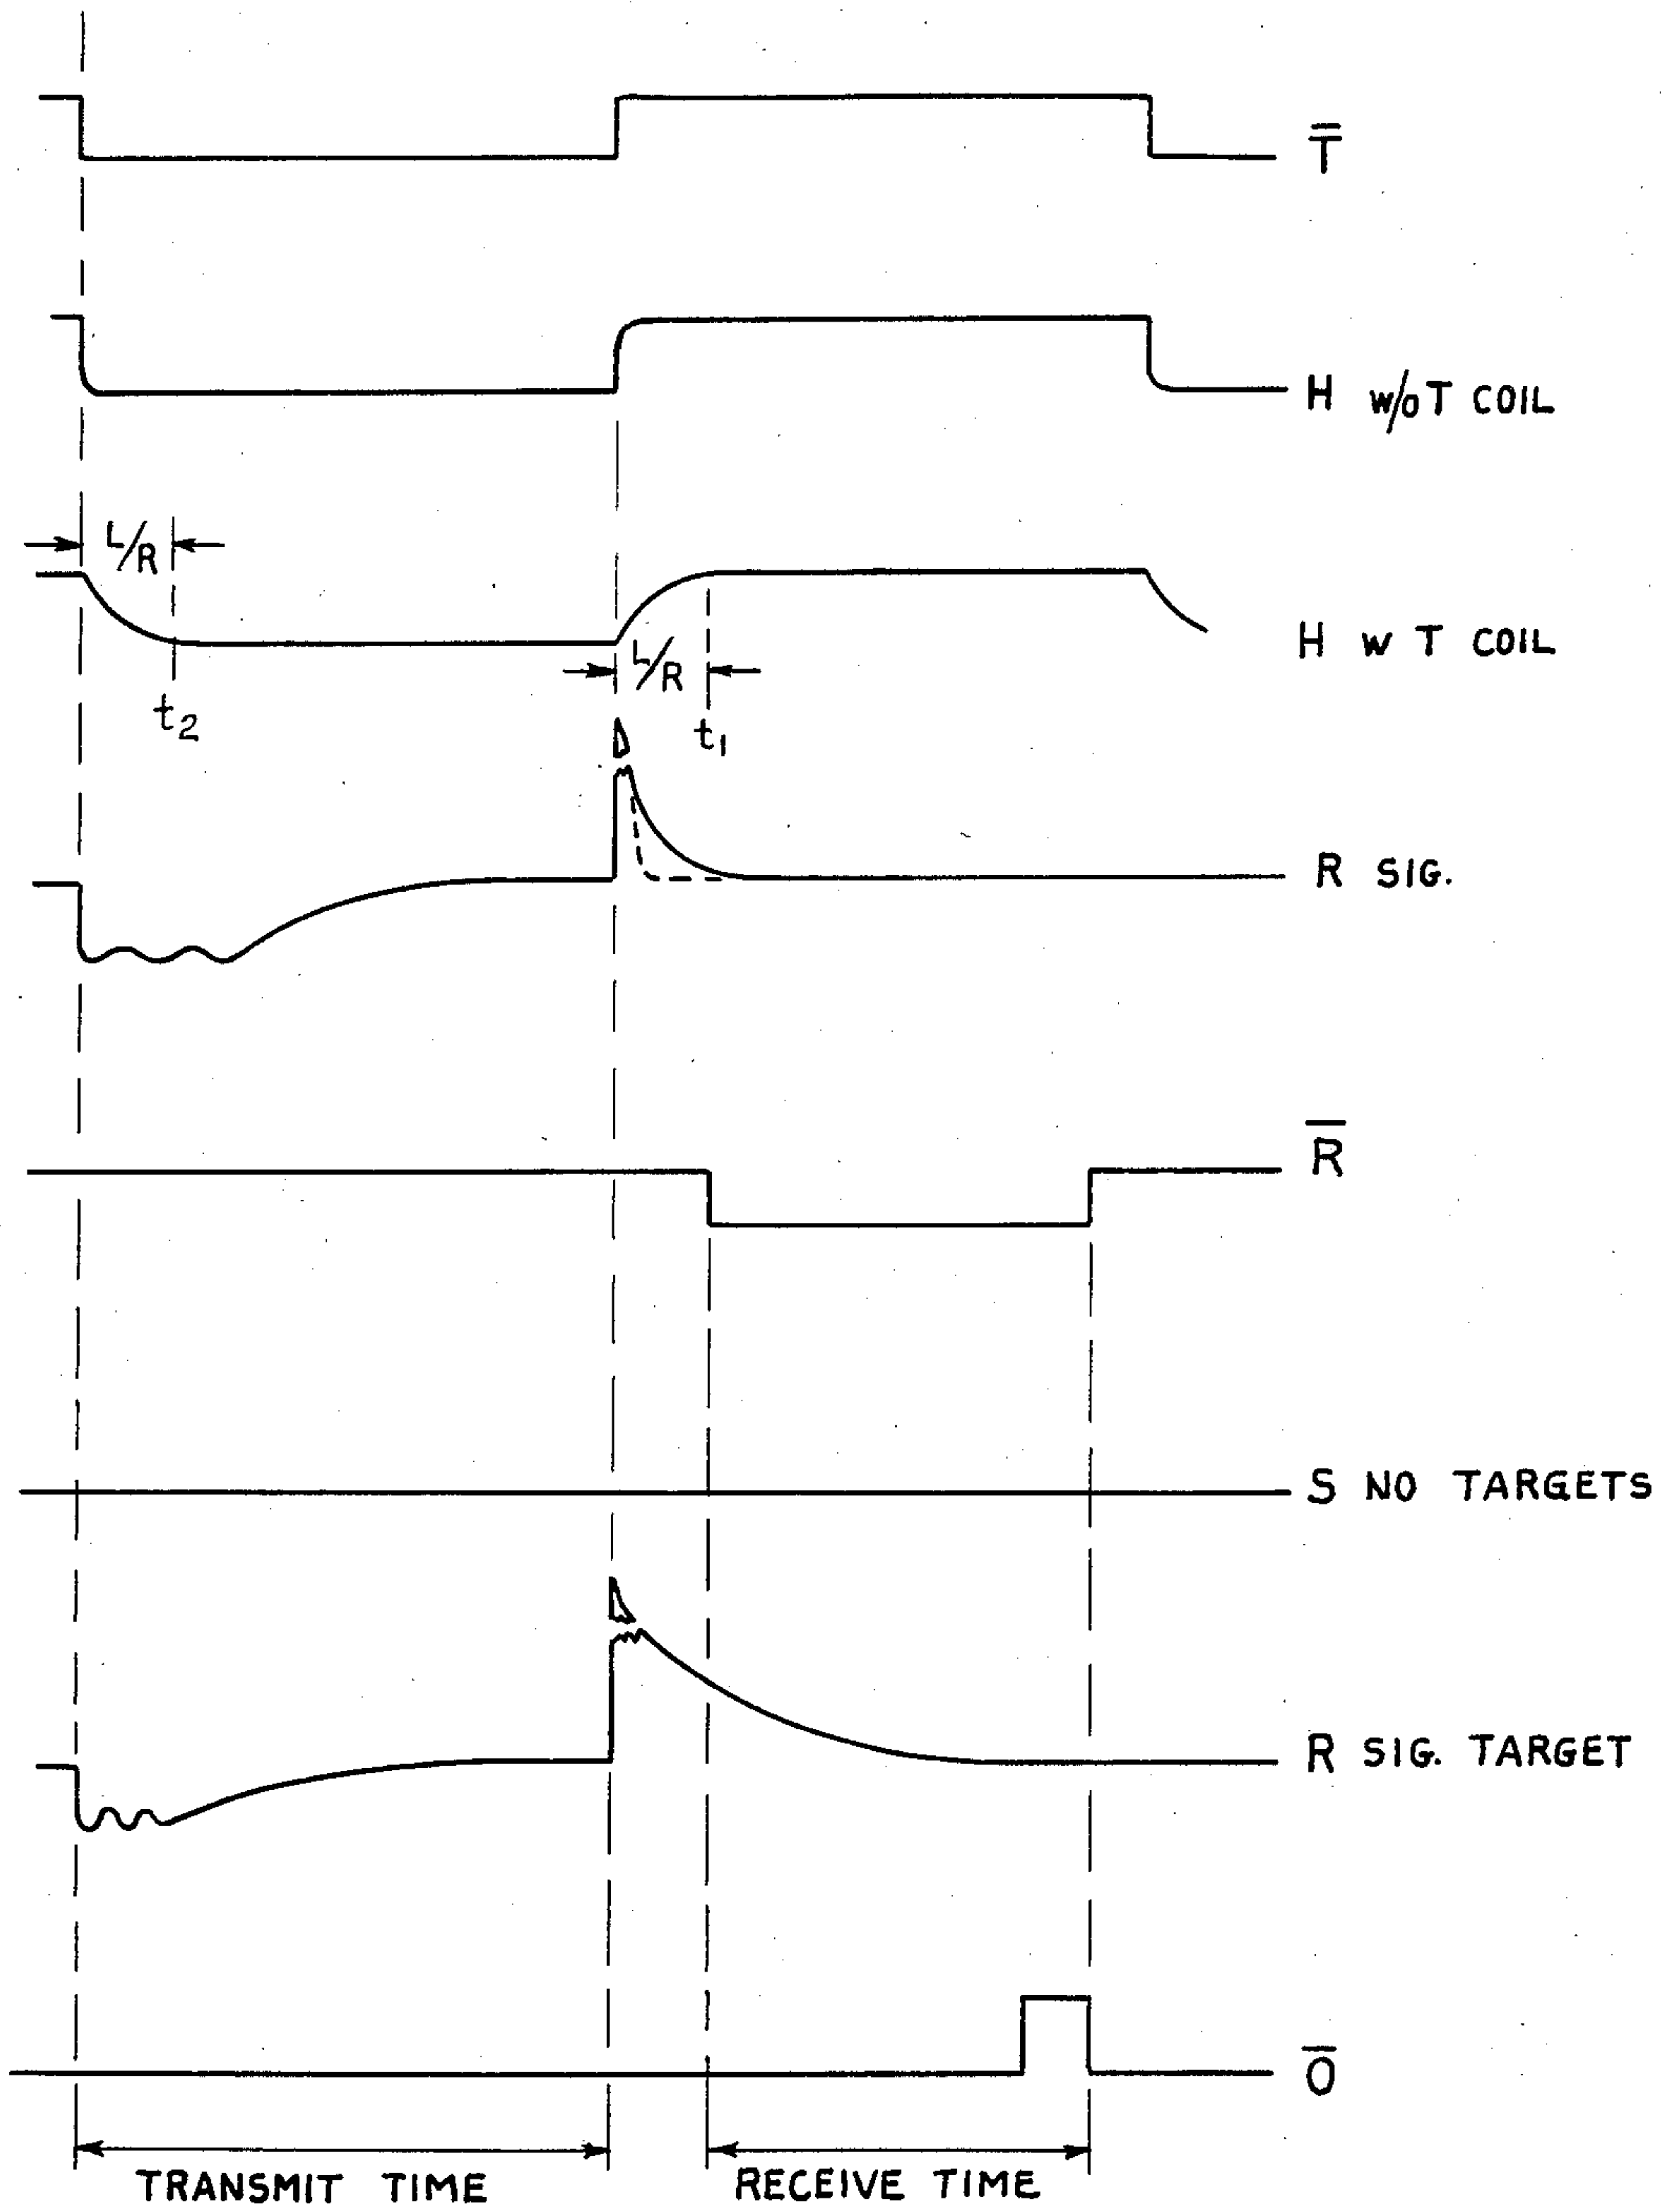 T̅
H W/O T COIL
L/R
H W T COIL
L/R
t₂
t₁
R SIG.
R̅
S NO TARGETS
R SIG. TARGET
O̅
TRANSMIT TIME
RECEIVE TIME